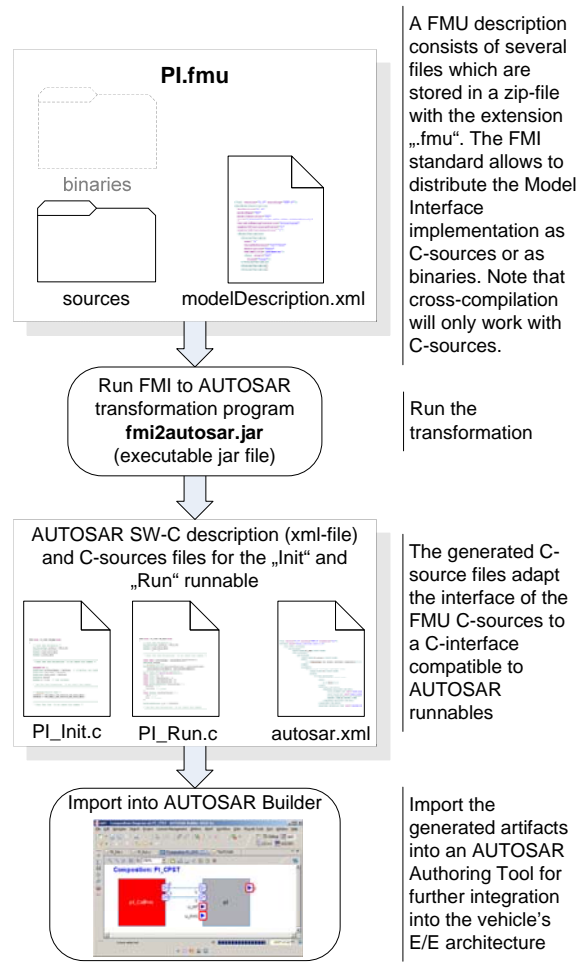 PI.fmu
binaries
sources
modelDescription.xml
A FMU description
consists of several
files which are
stored in a zip-file
with the extension
„.fmu“. The FMI
standard allows to
distribute the Model
Interface
implementation as
C-sources or as
binaries. Note that
cross-compilation
will only work with
C-sources.
Run FMI to AUTOSAR
transformation program
fmi2autosar.jar
(executable jar file)
Run the
transformation
AUTOSAR SW-C description (xml-file)
and C-sources files for the „Init“ and
„Run“ runnable
PI_Init.c
PI_Run.c
autosar.xml
The generated C-
source files adapt
the interface of the
FMU C-sources to
a C-interface
compatible to
AUTOSAR
runnables
Import into AUTOSAR Builder
Composition: PI_CPST
Import the
generated artifacts
into an AUTOSAR
Authoring Tool for
further integration
into the vehicle’s
E/E architecture